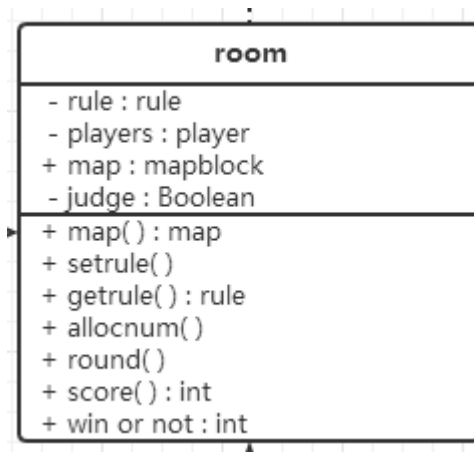 room
- rule : rule
- players : player
+ map : mapblock
- judge : Boolean
+ map( ) : map
+ setrule( )
+ getrule( ) : rule
+ allocnum( )
+ round( )
+ score( ) : int
+ win or not : int